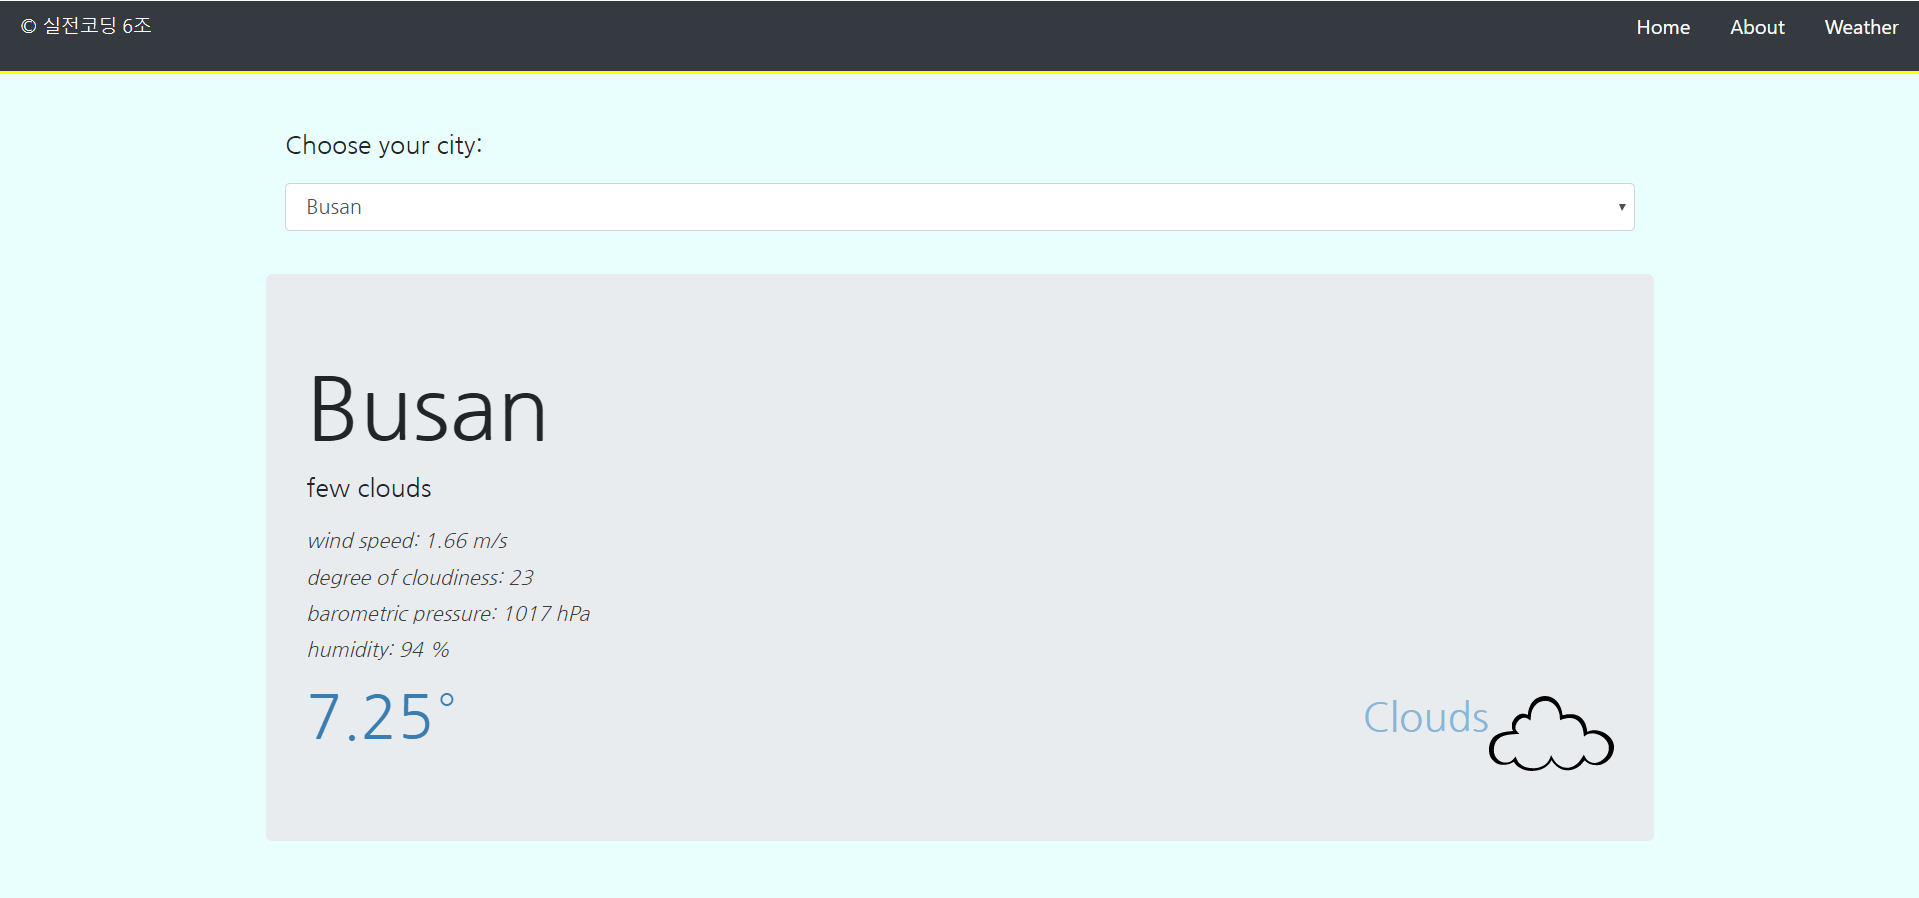 © 실전코딩 6조
Home About Weather
Choose your city:
Busan
Busan
few clouds
wind speed: 1.66 m/s
degree of cloudiness: 23
barometric pressure: 1017 hPa
humidity: 94 %
7.25°
Clouds